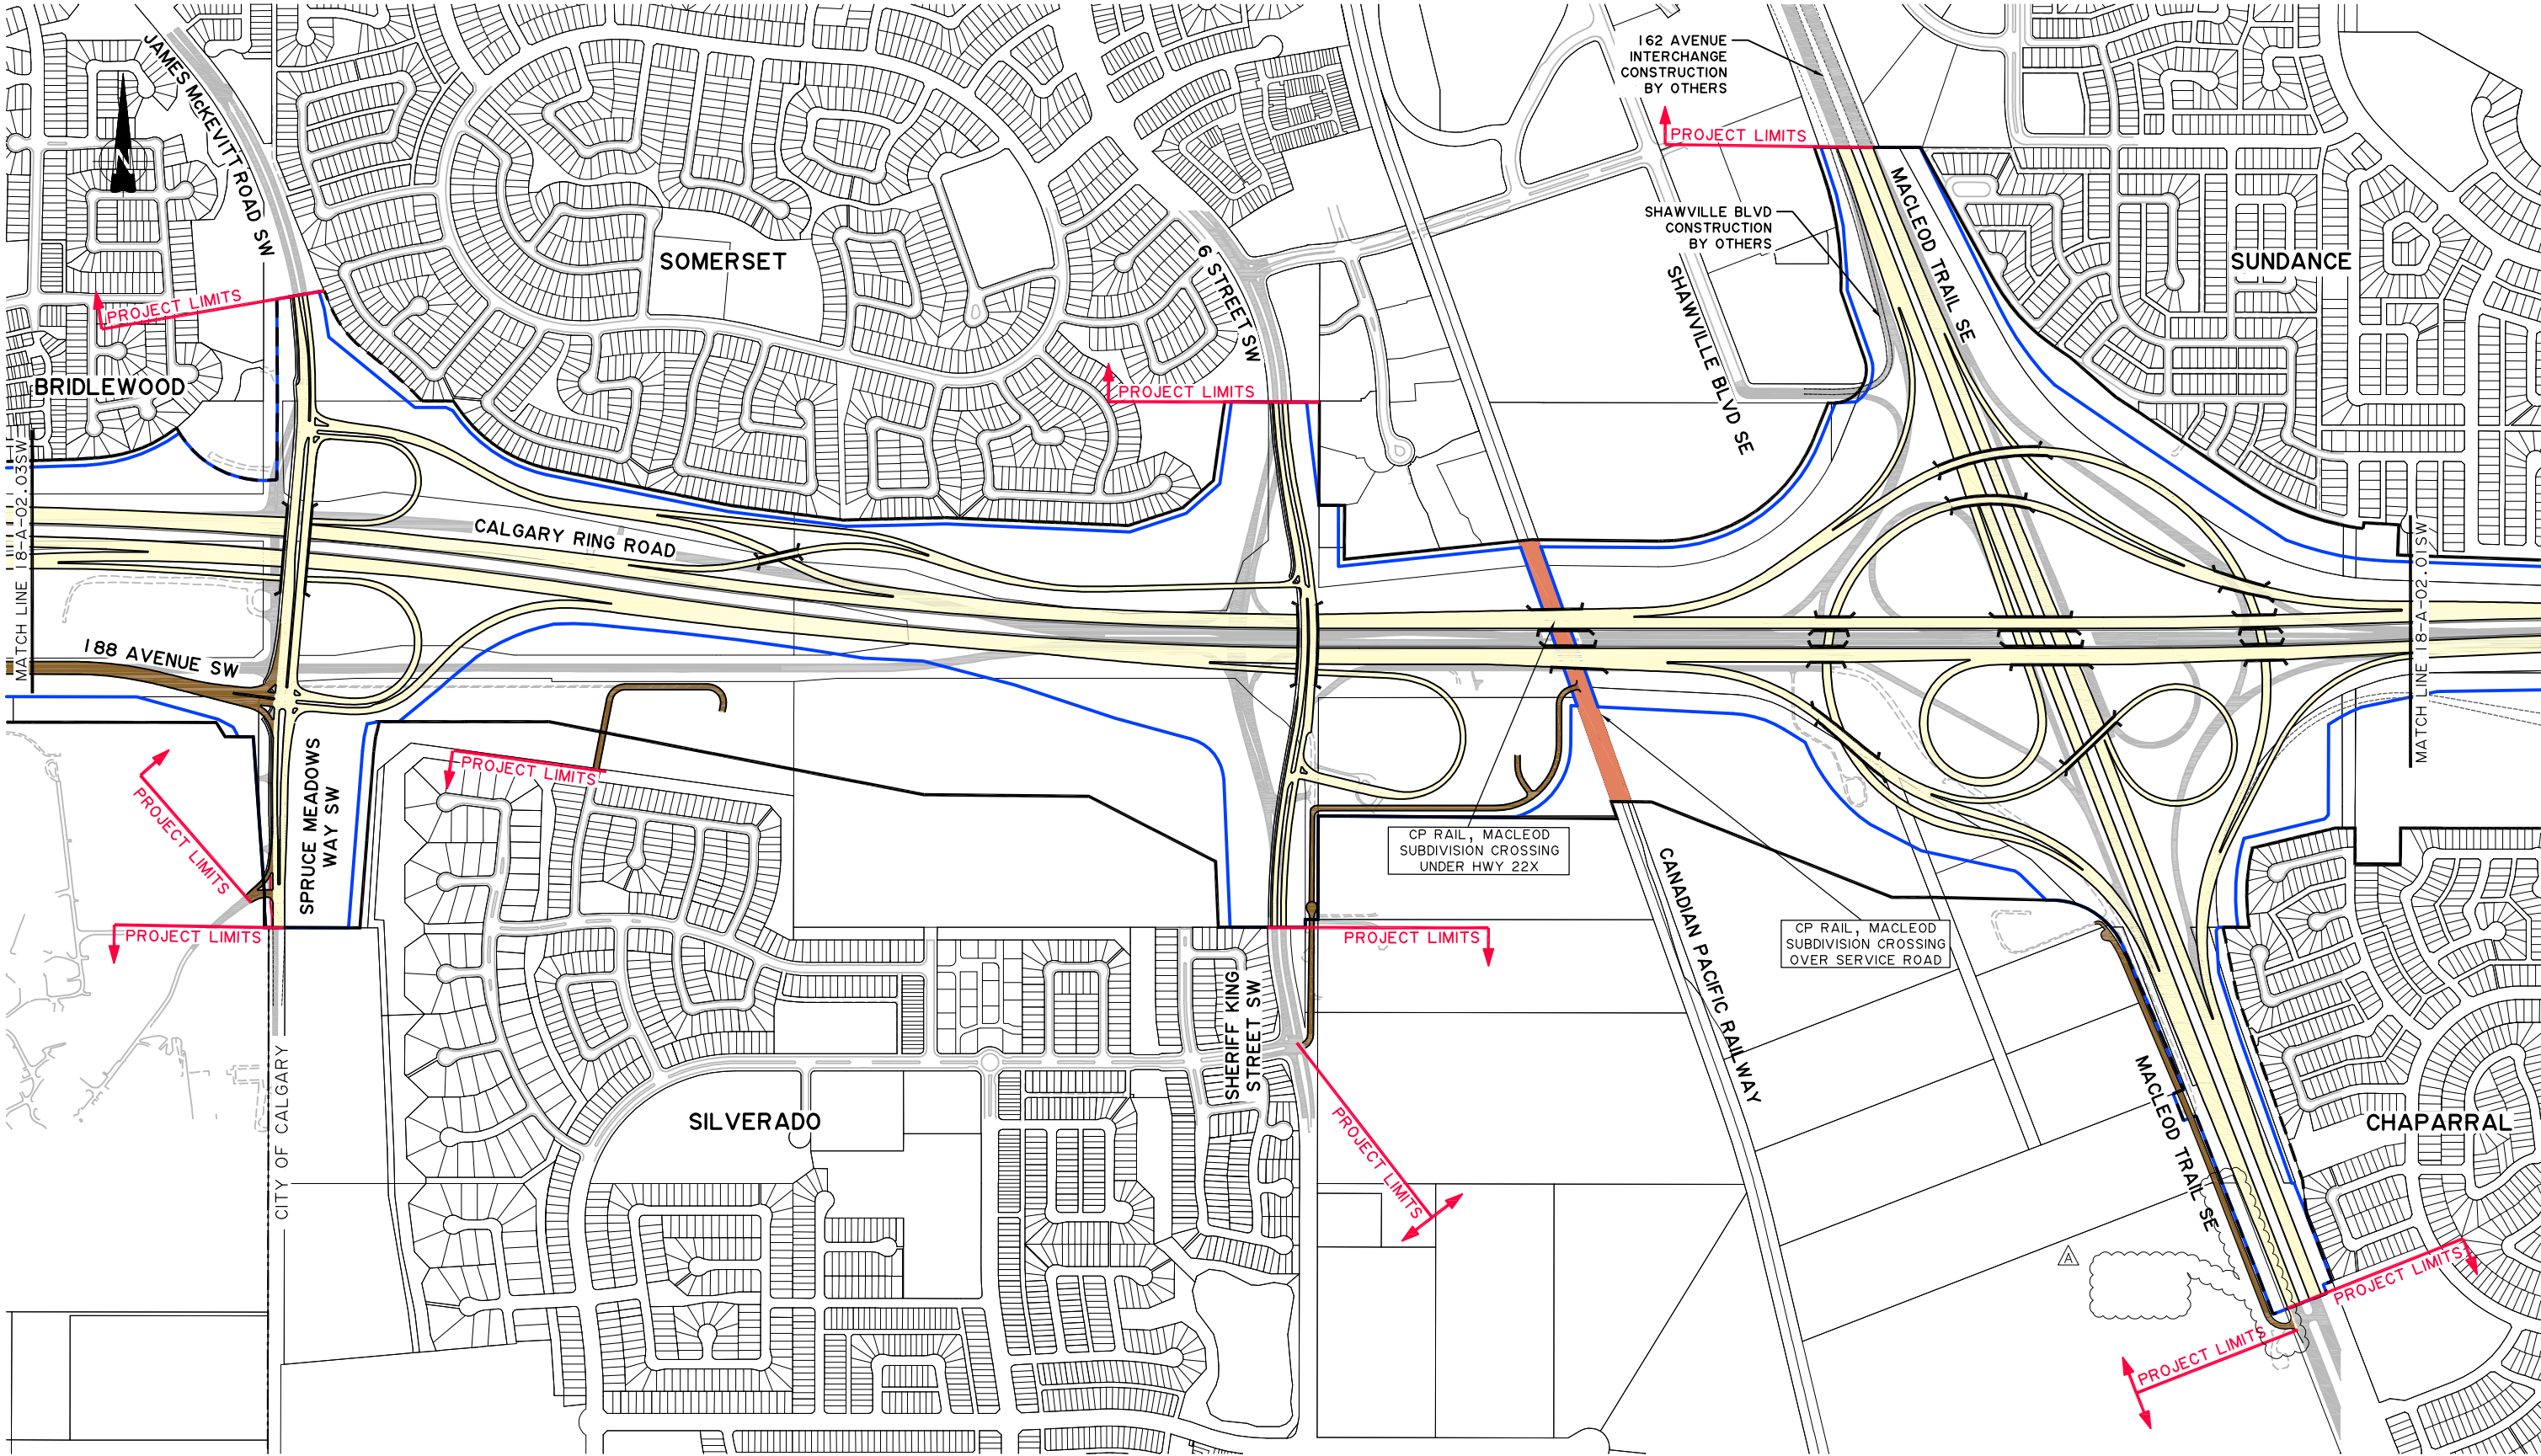 JAMES McKEVITT ROAD SW
N
162 AVENUE
INTERCHANGE
CONSTRUCTION
BY OTHERS
PROJECT LIMITS
MACLEOD TRAIL SE
SHAWVILLE BLVD
CONSTRUCTION
BY OTHERS
SOMERSET
6 STREET SW
SHAWVILLE BLVD SE
SUNDANCE
PROJECT LIMITS
BRIDLEWOOD
PROJECT LIMITS
MATCH LINE 18-A-02.03SW
CALGARY RING ROAD
MATCH LINE 18-A-02.01SW
188 AVENUE SW
SPRUCE MEADOWS
WAY SW
PROJECT LIMITS
PROJECT LIMITS
PROJECT LIMITS
CP RAIL, MACLEOD
SUBDIVISION CROSSING
UNDER HWY 22X
CANADIAN PACIFIC RAILWAY
CP RAIL, MACLEOD
SUBDIVISION CROSSING
OVER SERVICE ROAD
PROJECT LIMITS
SHERIFF KING
STREET SW
CITY OF CALGARY
SILVERADO
PROJECT LIMITS
MACLEOD TRAIL SE
CHAPARRAL
A
PROJECT LIMITS
PROJECT LIMITS